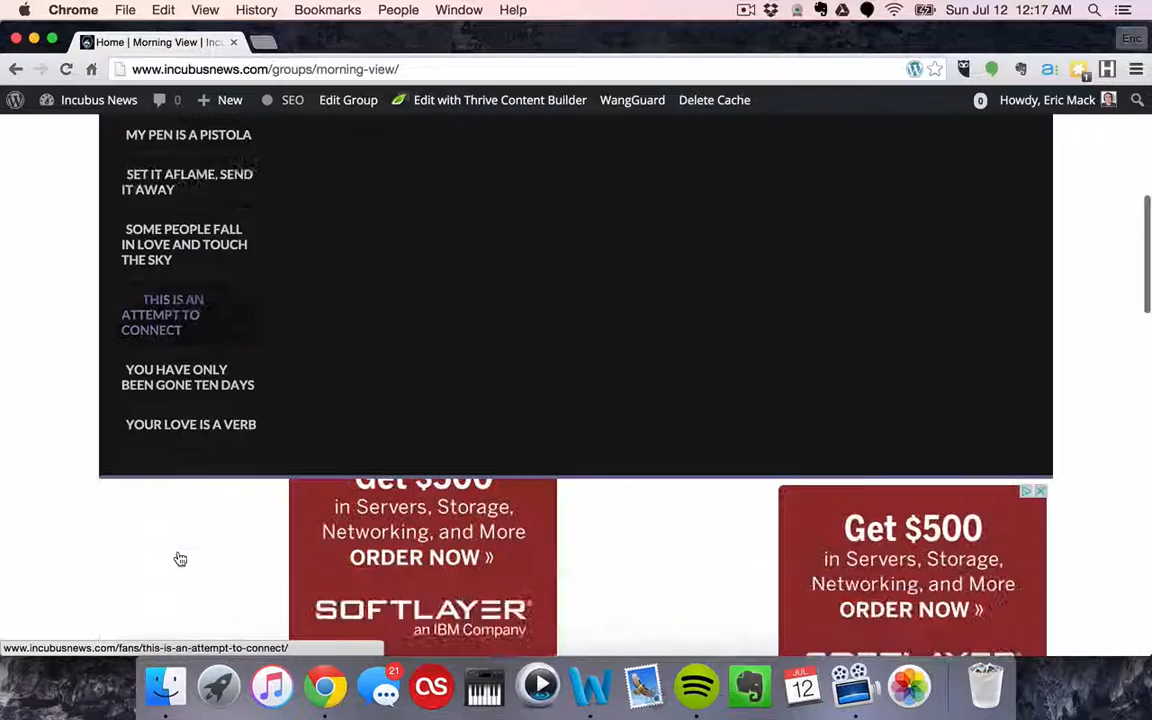 Chrome File Edit View History Bookmarks People Window Help Sun Jul 12 12:17 AM
Home | Morning View | Inc Eric
www.incubusnews.com/groups/morning-view/
1
Incubus News 0 New SEO Edit Group Edit with Thrive Content Builder WangGuard Delete Cache 0 Howdy, Eric Mack
MY PEN IS A PISTOLA
SET IT AFLAME, SEND
IT AWAY
SOME PEOPLE FALL
IN LOVE AND TOUCH
THE SKY
THIS IS AN
ATTEMPT TO
CONNECT
YOU HAVE ONLY
BEEN GONE TEN DAYS
YOUR LOVE IS A VERB
Get $500
in Servers, Storage,
Networking, and More
ORDER NOW »
SOFTLAYER
an IBM Company
Get $500
in Servers, Storage,
Networking, and More
ORDER NOW »
www.incubusnews.com/fans/this-is-an-attempt-to-connect/
21
JUL
12